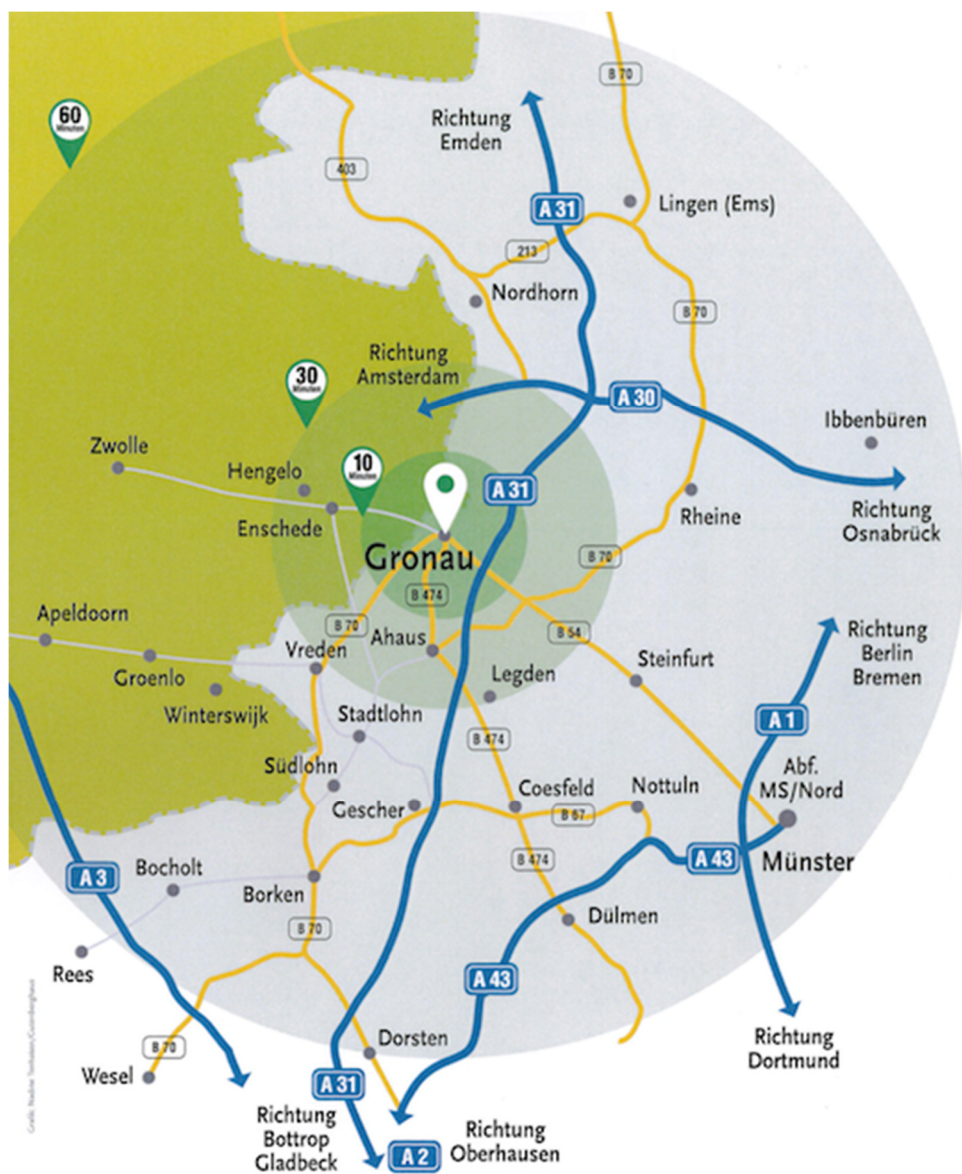 B 70
60
Minuten
Richtung
Emden
403
A 31
Lingen (Ems)
213
Nordhorn
B 70
Richtung
Amsterdam
30
Minuten
A 30
Ibbenbüren
Zwolle
Hengelo
10
Minuten
A 31
Enschede
Rheine
Richtung
Osnabrück
Gronau
B 70
B 474
Apeldoorn
B 70
Ahaus
B 54
Richtung
Berlin
Bremen
Vreden
Steinfurt
Groenlo
Winterswijk
Legden
Stadtlohn
A 1
B 474
Südlohn
Abf.
MS/Nord
Gescher
Coesfeld
Nottuln
B 67
A 3
Bocholt
Borken
B 474
A 43
Münster
Dülmen
B 70
Rees
A 43
Dorsten
Richtung
Dortmund
B 70
Wesel
A 31
Richtung
Bottrop
Gladbeck
A 2
Richtung
Oberhausen